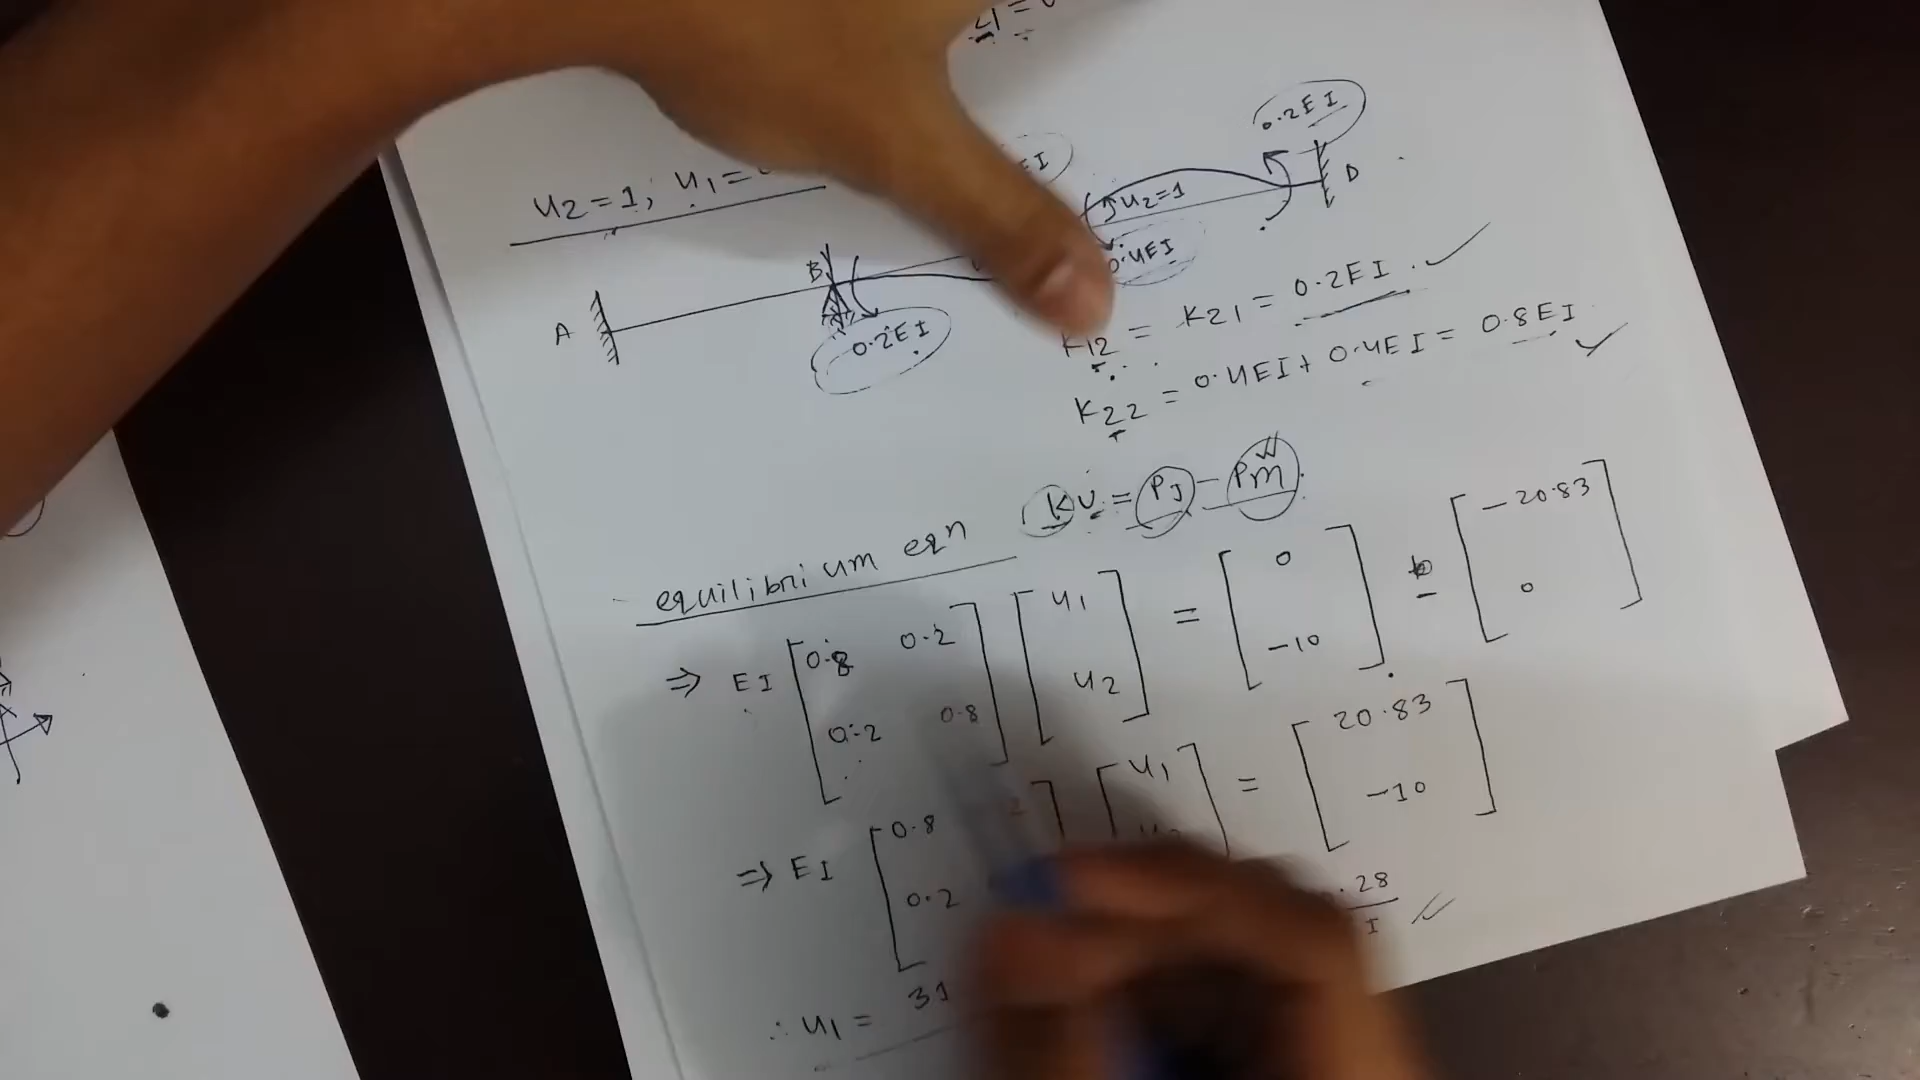 0.2EI
u2=1; u1=
EI
u2=1
D
B
0.4EI
A
0.2EI
K12 = K21 = 0.2EI
K22 = 0.4EI + 0.4EI = 0.8EI
KU = PJ - Pm
equilibrium eqn
⇒ EI [0.8 0.2 [u1 = [0 - [-20.83
0.2 0.8] u2] -10] 0]
⇒ EI [0.8 [u1 = [20.83
0.2 -10]
.28
I
∴ u1 = 31